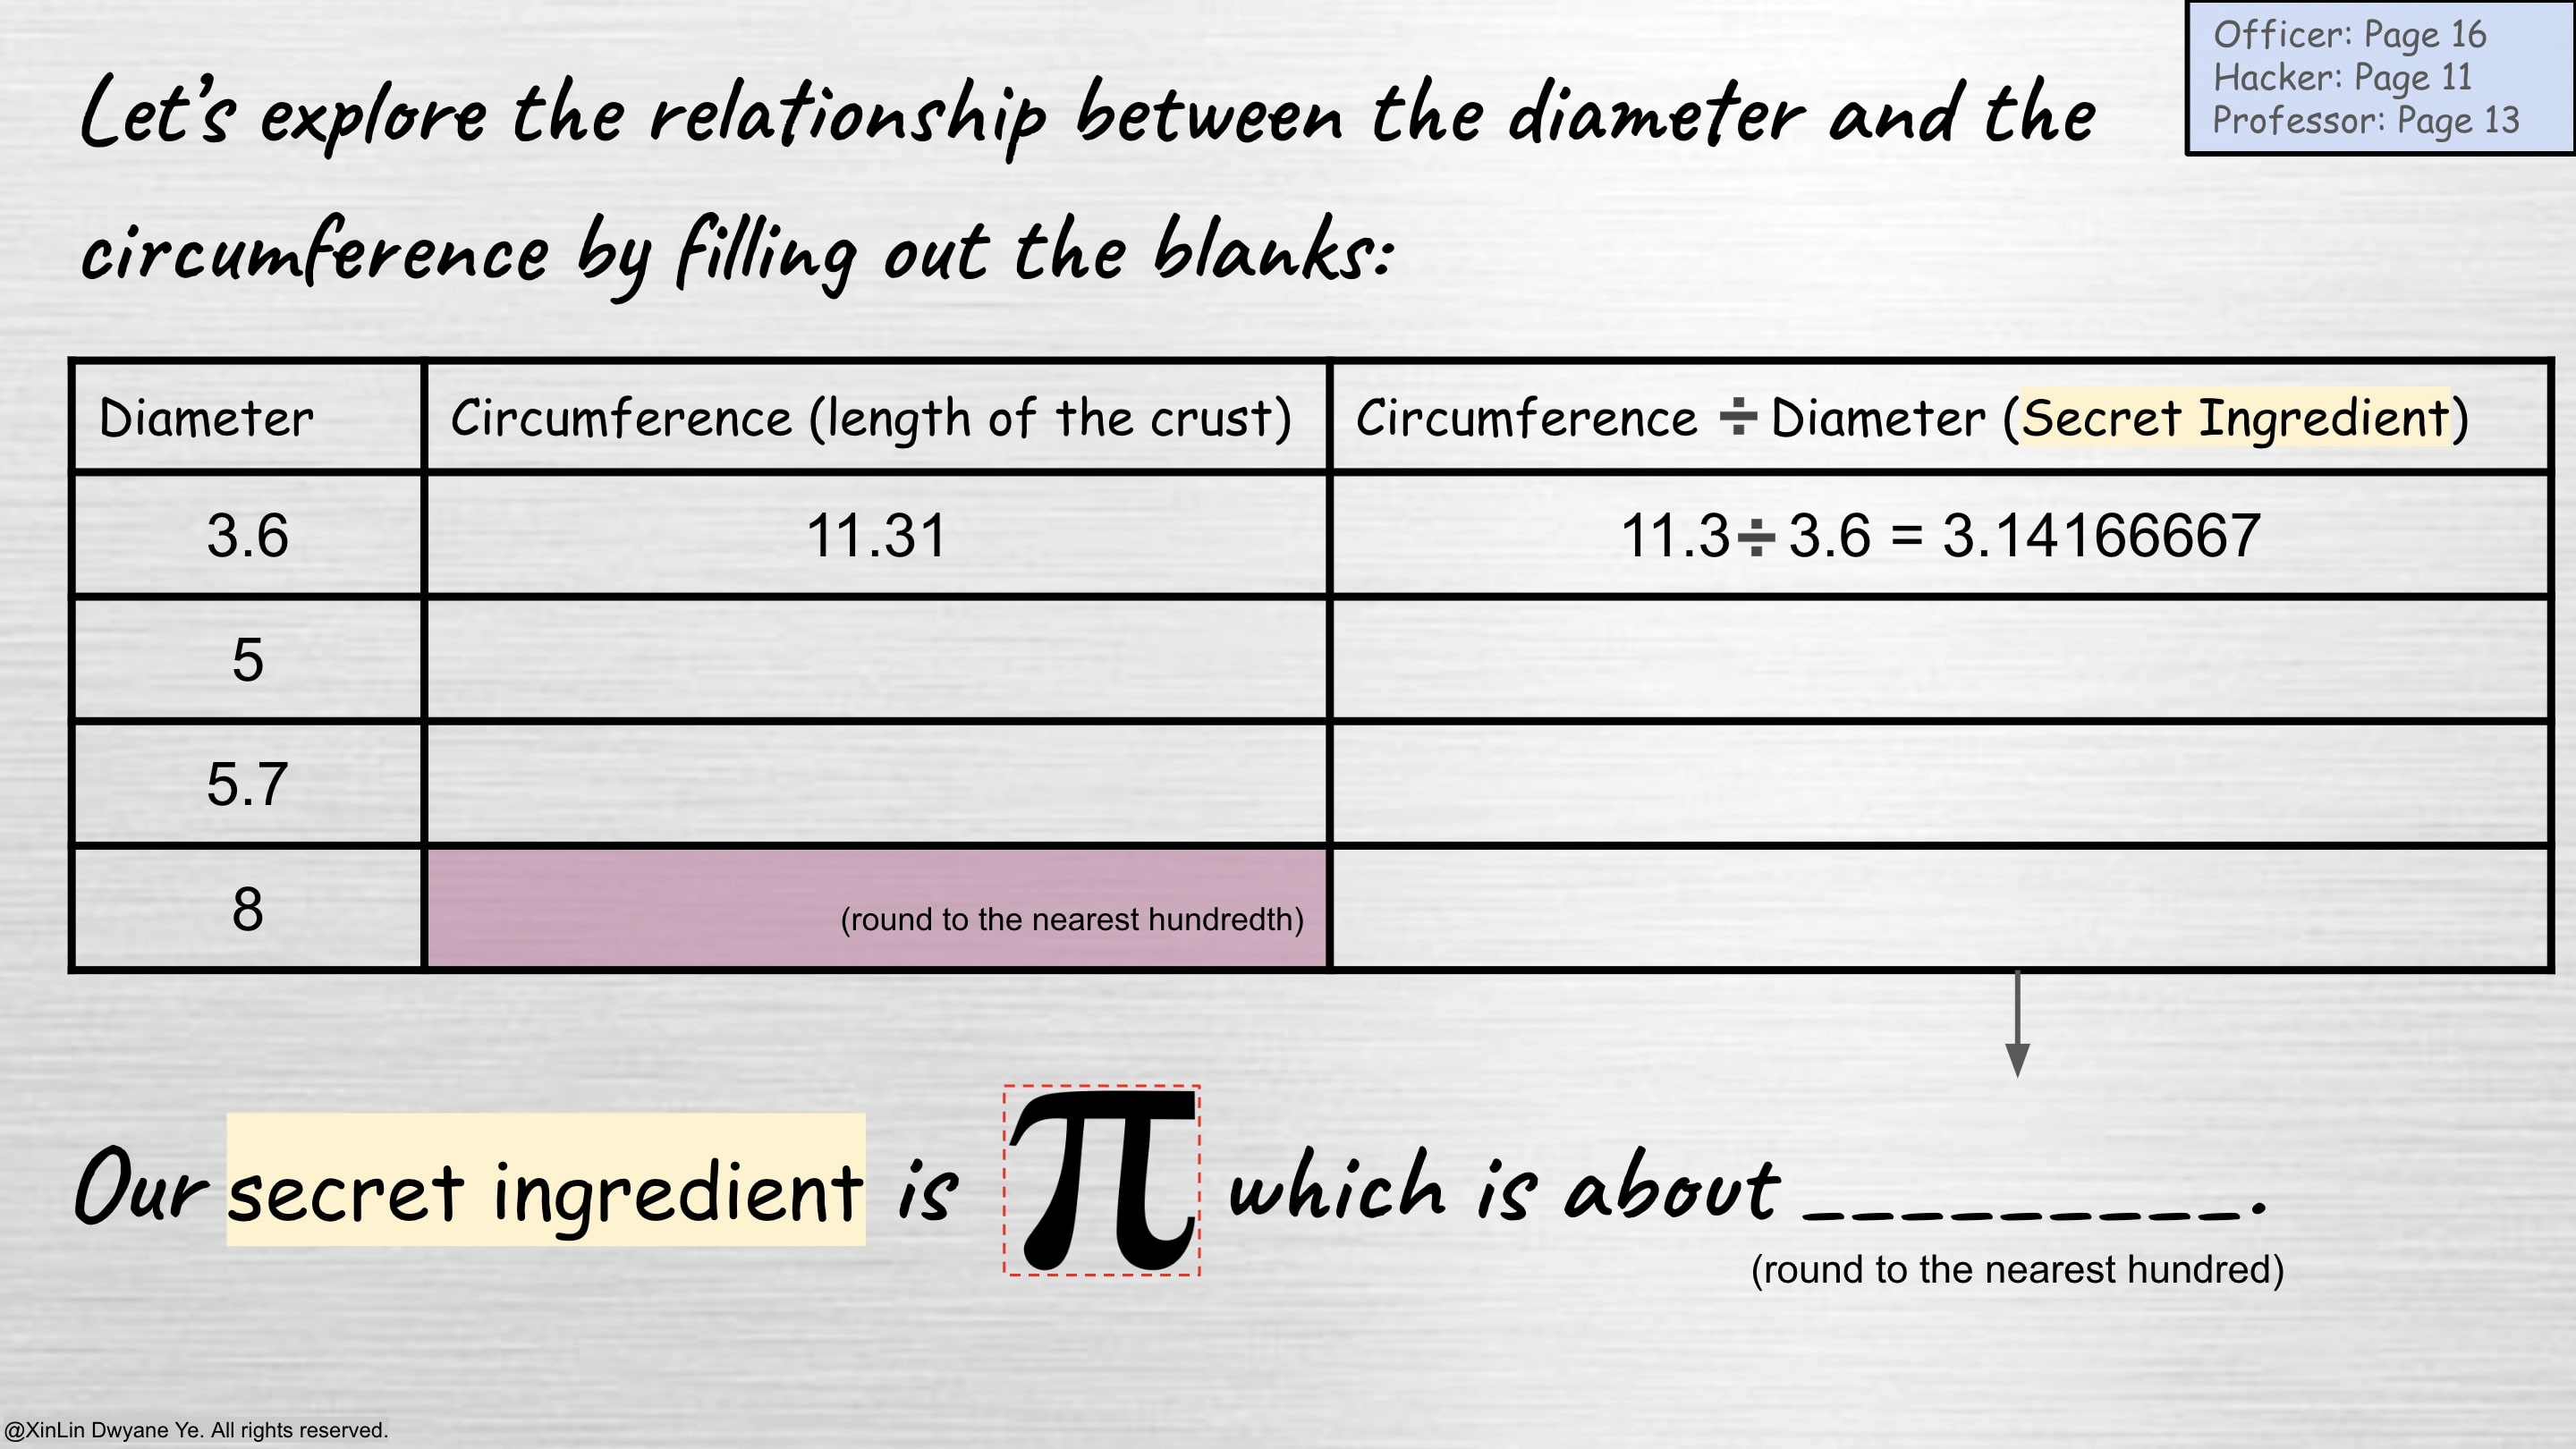 Officer: Page 16
Hacker: Page 11
Professor: Page 13
Let's explore the relationship between the diameter and the
circumference by filling out the blanks:
Diameter Circumference (length of the crust) Circumference ÷ Diameter (Secret Ingredient)
3.6 11.31 11.3÷3.6 = 3.14166667
5
5.7
8 (round to the nearest hundredth)
Our secret ingredient is π which is about _________.
(round to the nearest hundred)
@XinLin Dwyane Ye. All rights reserved.